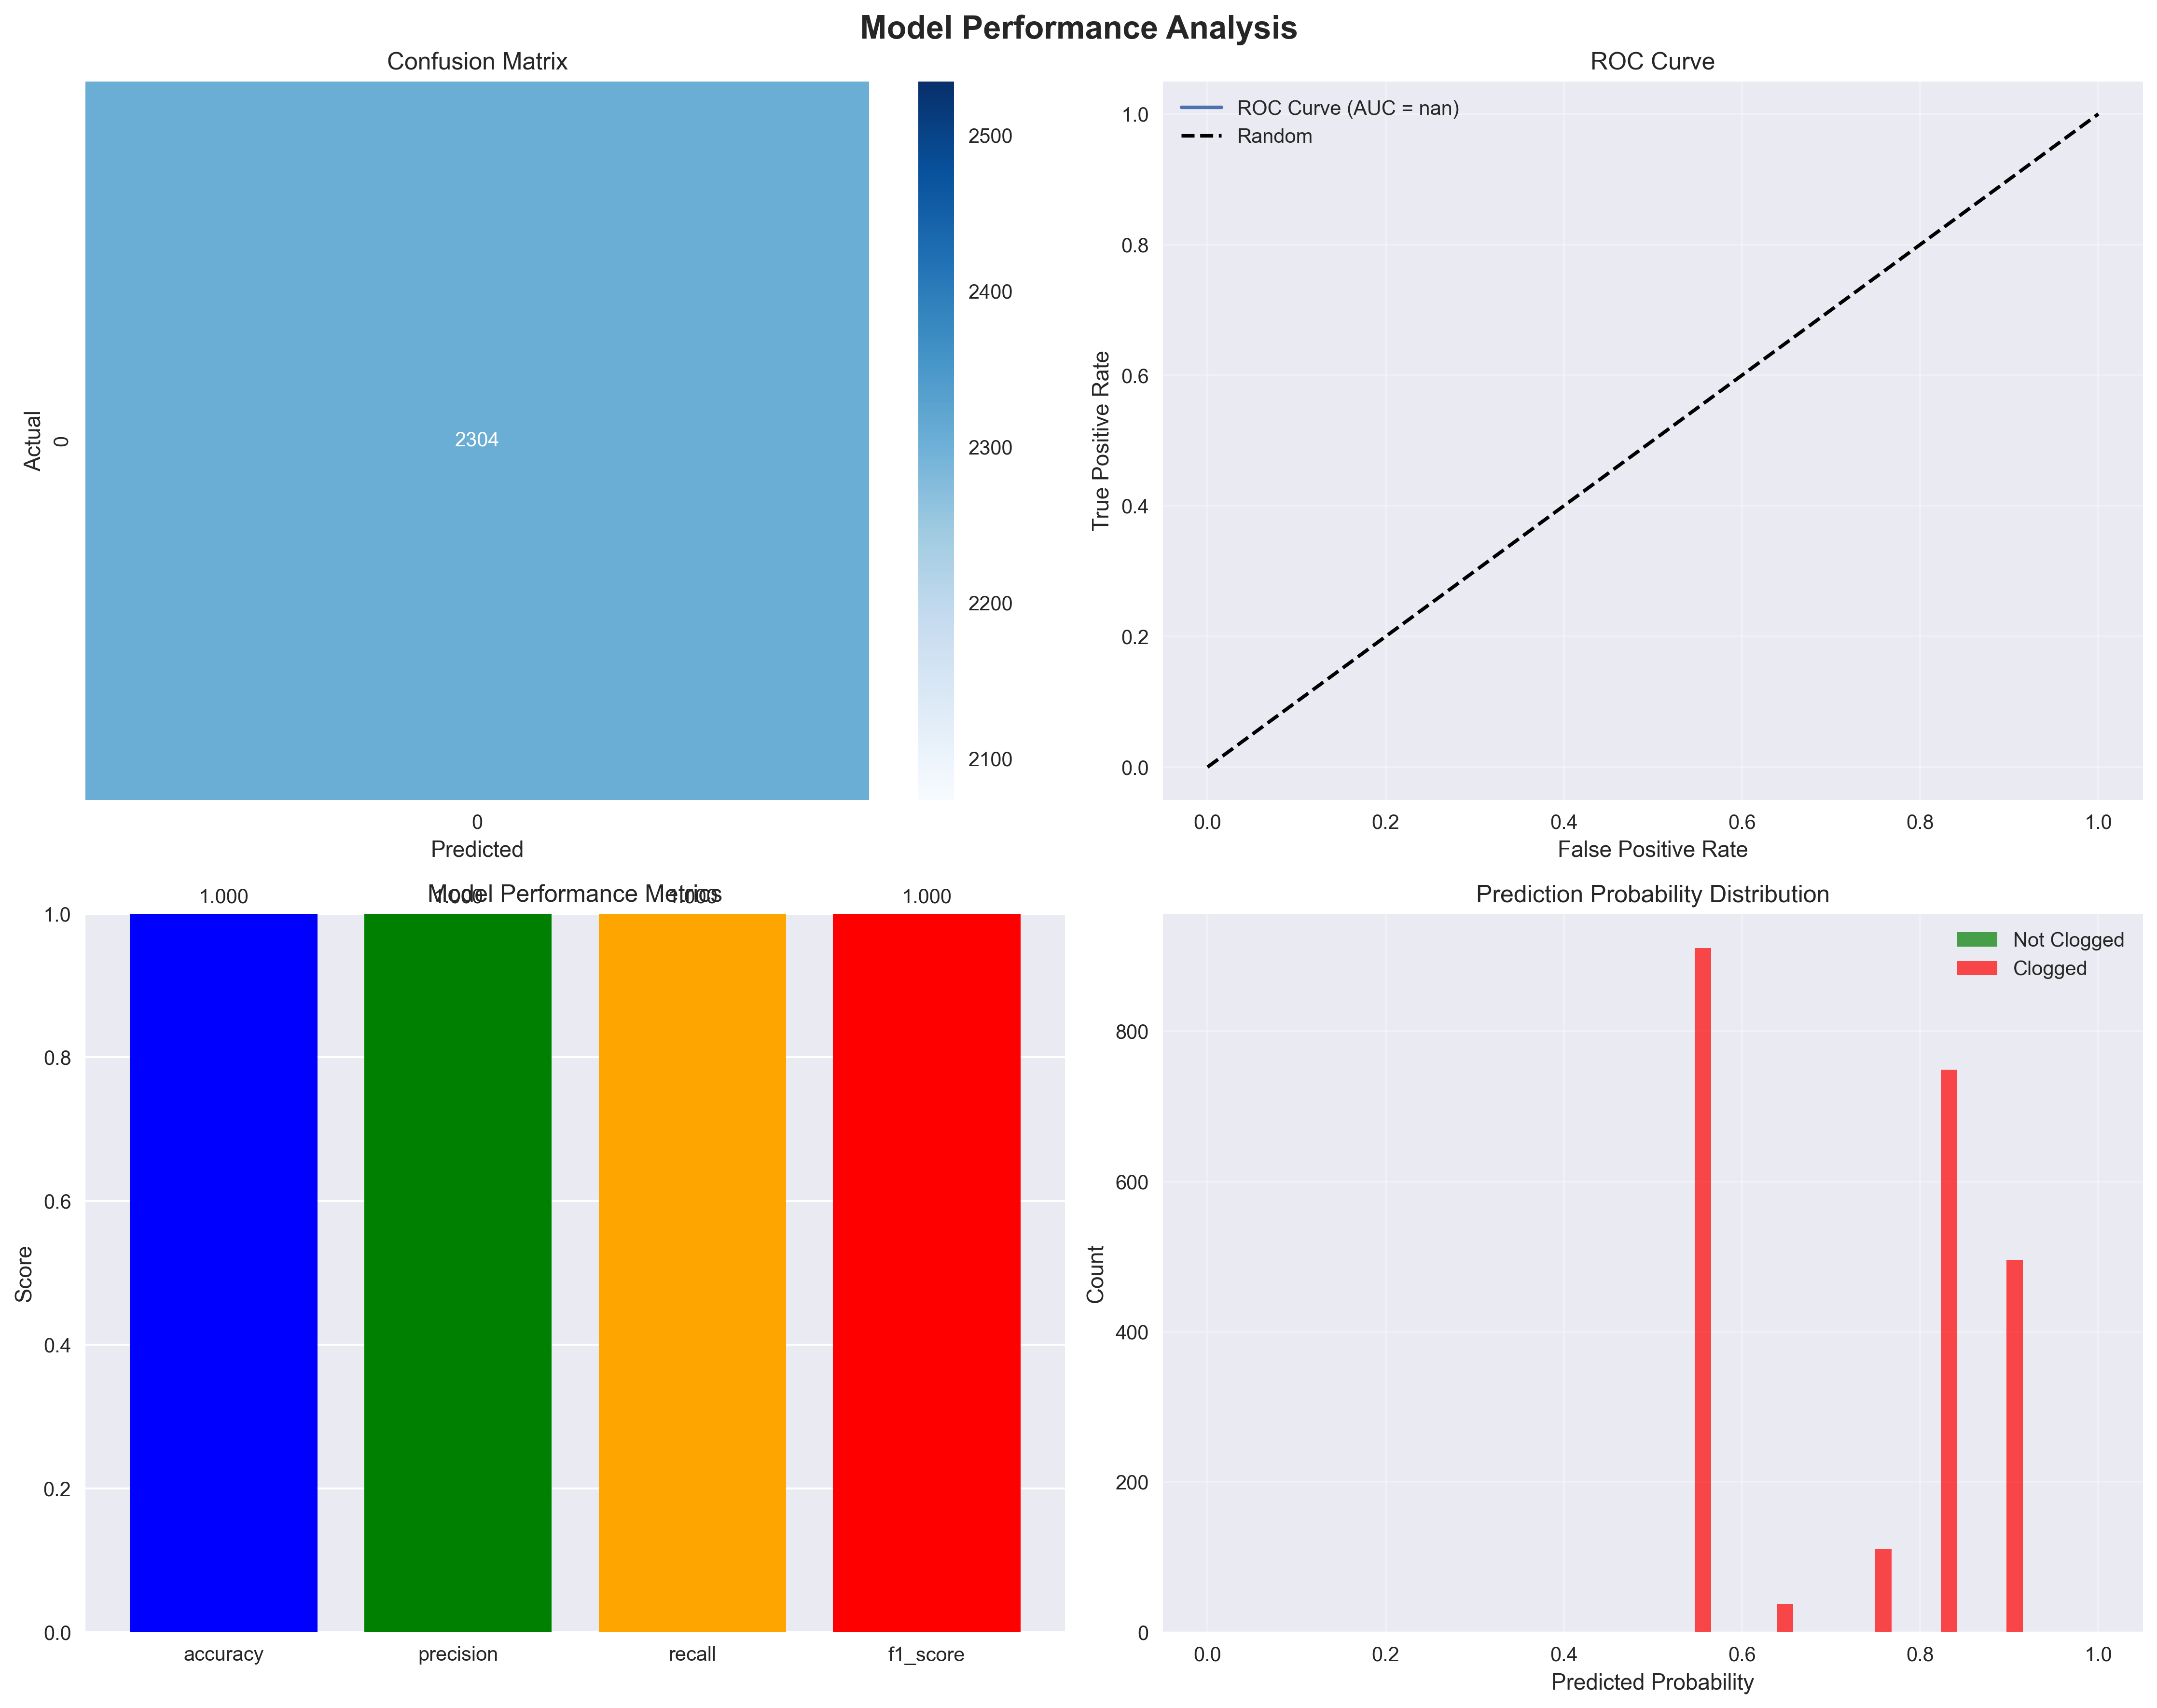 Model Performance Analysis
Confusion Matrix
2304
Actual
0
0
Predicted
2500
2400
2300
2200
2100
ROC Curve
ROC Curve (AUC = nan)
Random
True Positive Rate
1.0
0.8
0.6
0.4
0.2
0.0
0.0 0.2 0.4 0.6 0.8 1.0
False Positive Rate
Model Performance Metrics
1.000 1.000 1.000 1.000
Score
1.0
0.8
0.6
0.4
0.2
0.0
accuracy precision recall f1_score
Prediction Probability Distribution
Not Clogged
Clogged
Count
800
600
400
200
0
0.0 0.2 0.4 0.6 0.8 1.0
Predicted Probability